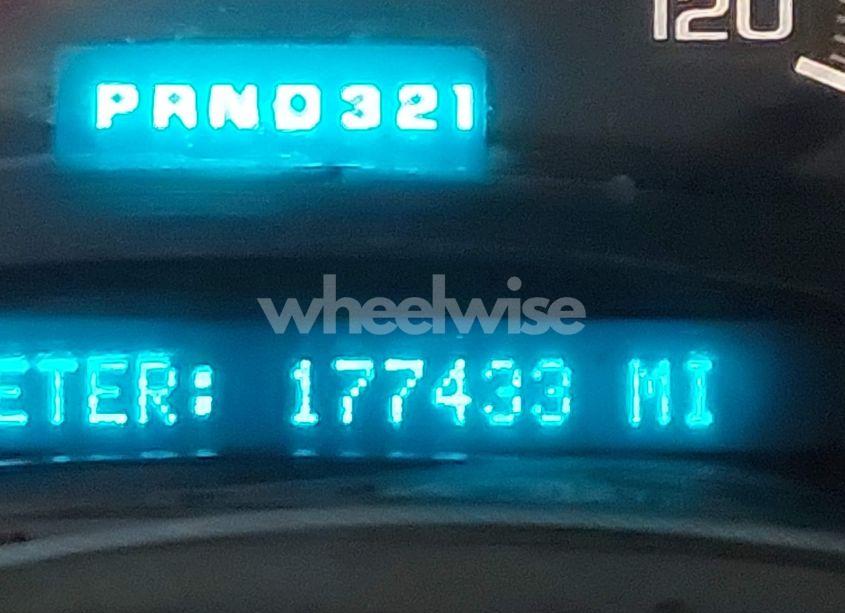 120
PRND321
wheelwise
ETER: 177433 MI